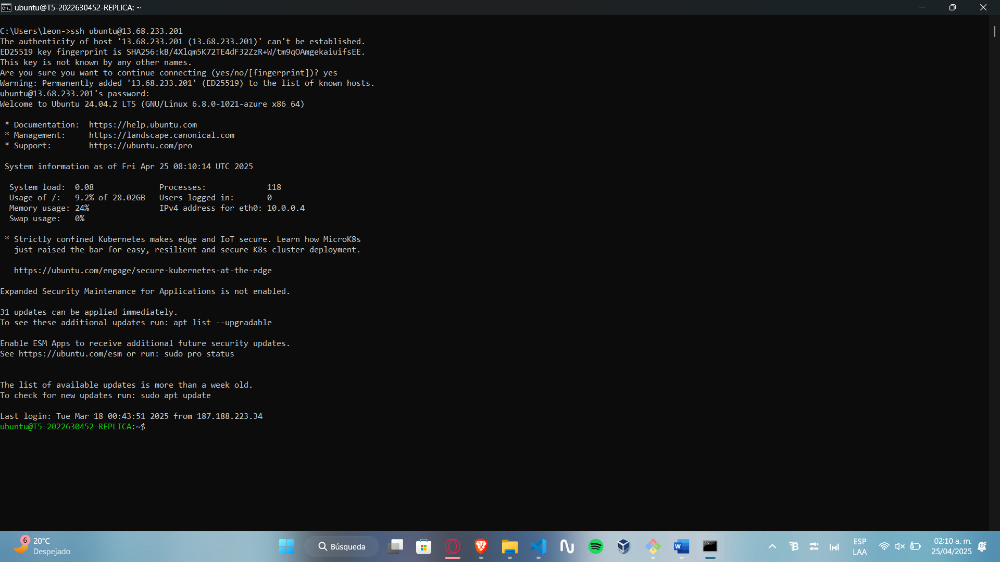 ubuntu@T5-2022630452-REPLICA: ~
C:\Users\leon->ssh ubuntu@13.68.233.201
The authenticity of host '13.68.233.201 (13.68.233.201)' can't be established.
ED25519 key fingerprint is SHA256:kB/4Xlqm5K72TE4dF32ZzR+W/tm9qOAmgekaiuifsEE.
This key is not known by any other names.
Are you sure you want to continue connecting (yes/no/[fingerprint])? yes
Warning: Permanently added '13.68.233.201' (ED25519) to the list of known hosts.
ubuntu@13.68.233.201's password:
Welcome to Ubuntu 24.04.2 LTS (GNU/Linux 6.8.0-1021-azure x86_64)
* Documentation:  https://help.ubuntu.com
* Management:     https://landscape.canonical.com
* Support:        https://ubuntu.com/pro
System information as of Fri Apr 25 08:10:14 UTC 2025
System load:  0.08              Processes:             118
Usage of /:   9.2% of 28.02GB   Users logged in:       0
Memory usage: 24%               IPv4 address for eth0: 10.0.0.4
Swap usage:   0%
* Strictly confined Kubernetes makes edge and IoT secure. Learn how MicroK8s
just raised the bar for easy, resilient and secure K8s cluster deployment.
https://ubuntu.com/engage/secure-kubernetes-at-the-edge
Expanded Security Maintenance for Applications is not enabled.
31 updates can be applied immediately.
To see these additional updates run: apt list --upgradable
Enable ESM Apps to receive additional future security updates.
See https://ubuntu.com/esm or run: sudo pro status
The list of available updates is more than a week old.
To check for new updates run: sudo apt update
Last login: Tue Mar 18 00:43:51 2025 from 187.188.223.34
ubuntu@T5-2022630452-REPLICA:~$
6
20°C
Despejado
Búsqueda
ESP
LAA
02:10 a. m.
25/04/2025